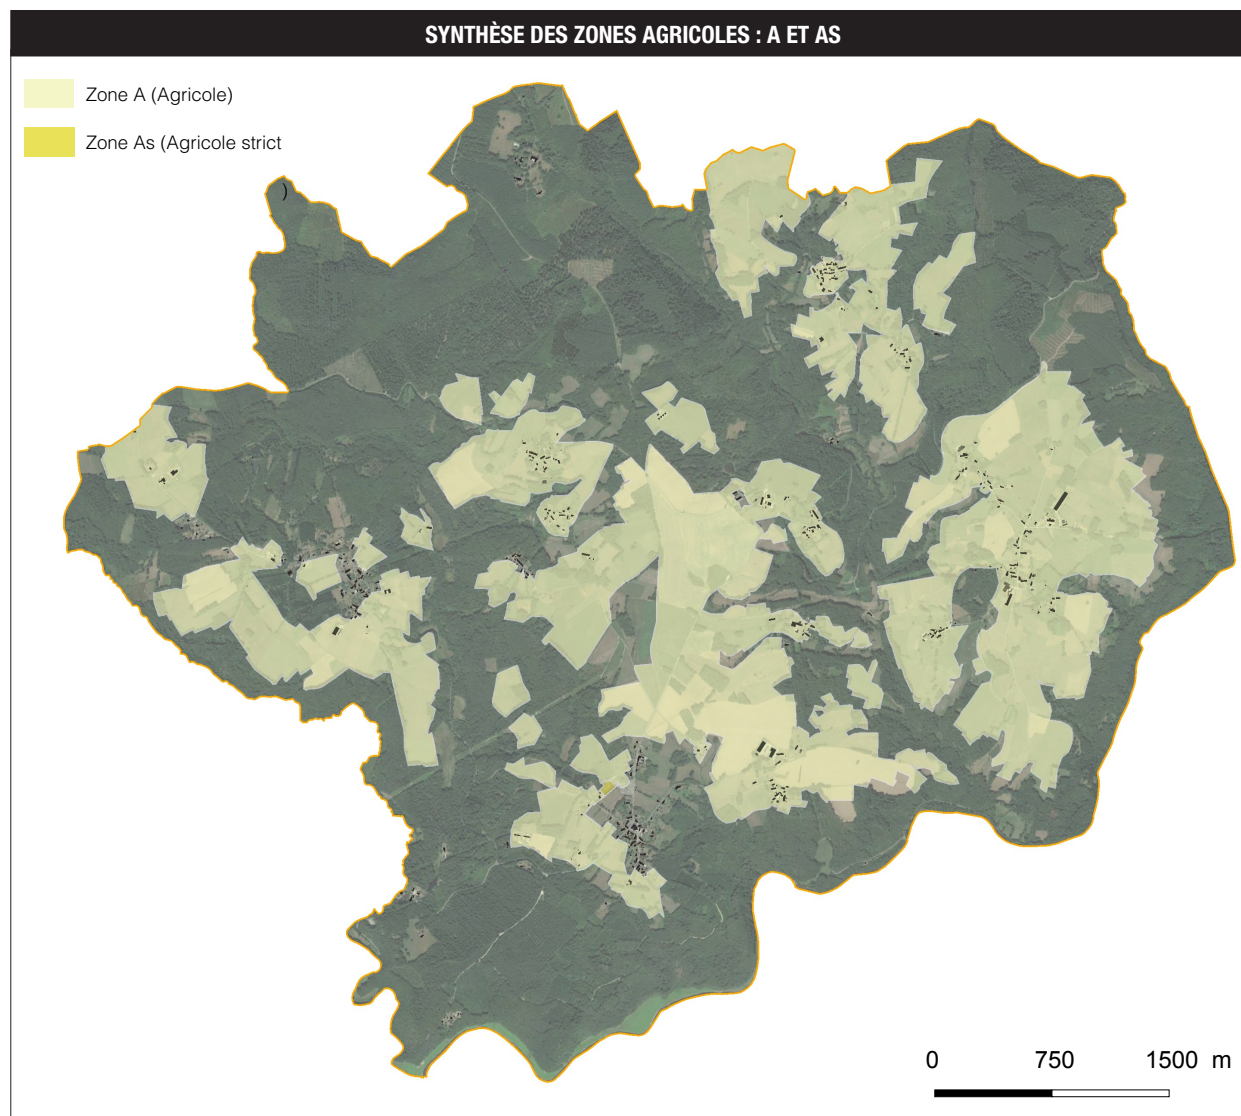 SYNTHÈSE DES ZONES AGRICOLES : A ET AS
Zone A (Agricole)
Zone As (Agricole strict
)
0 750 1500 m